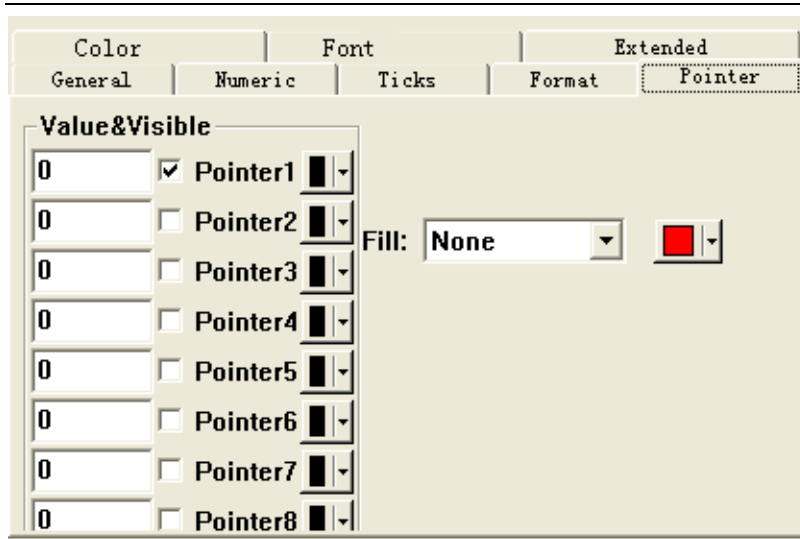 Color Font Extended
General Numeric Ticks Format Pointer
Value&Visible
0 Pointer1
0 Pointer2
Fill: None
0 Pointer3
0 Pointer4
0 Pointer5
0 Pointer6
0 Pointer7
0 Pointer8